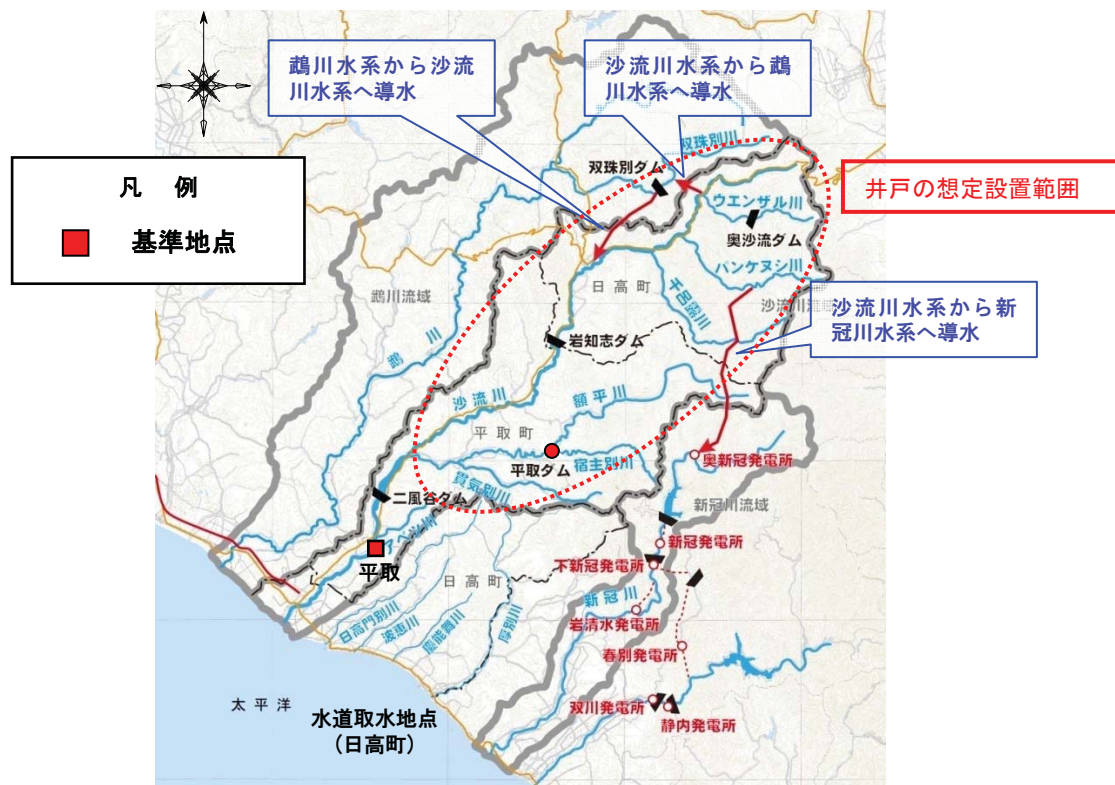 鵡川水系から沙流
川水系へ導水
沙流川水系から鵡
川水系へ導水
凡 例
基準地点
井戸の想定設置範囲
双珠別川
双珠別ダム
ウエンザル川
奥沙流ダム
パンケヌシ川
日高町
千呂露川
沙流川流域
沙流川水系から新
冠川水系へ導水
鵡川流域
鵡川
岩知志ダム
沙流川
額平川
平取町
平取ダム
宿主別川
奥新冠発電所
貫気別川
二風谷ダム
新冠川流域
アベツ川
新冠発電所
平取
下新冠発電所
日高町
新冠川
岩清水発電所
日高門別川
波恵川
慶能舞川
春別発電所
太平洋
水道取水地点
(日高町)
双川発電所
静内発電所